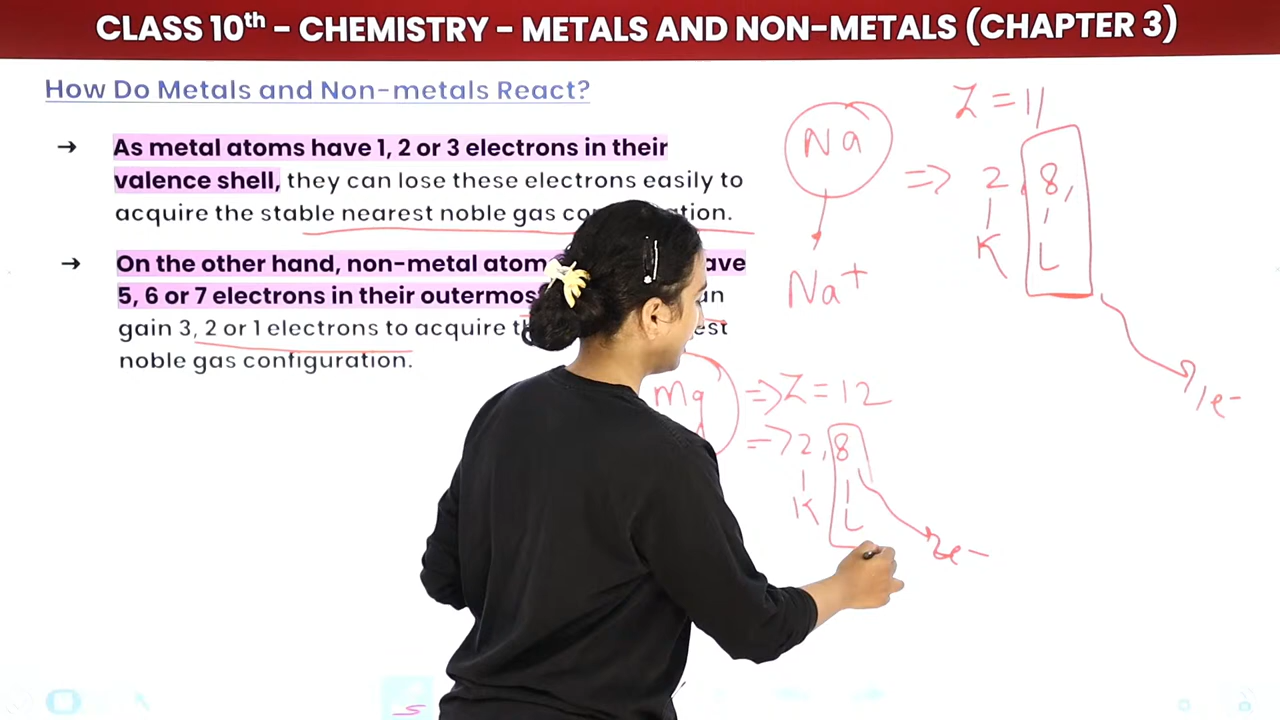 CLASS 10th - CHEMISTRY - METALS AND NON-METALS (CHAPTER 3)
How Do Metals and Non-metals React?
→ As metal atoms have 1, 2 or 3 electrons in their
valence shell, they can lose these electrons easily to
acquire the stable nearest noble gas co tion.
→ On the other hand, non-metal atom ave
5, 6 or 7 electrons in their outermos an
gain 3, 2 or 1 electrons to acquire t est
noble gas configuration.
Z = 11
Na ⇒ 2, 8,
K L
Na+
1e-
Mg ⇒ Z = 12
⇒ 2, 8
K L
2e-